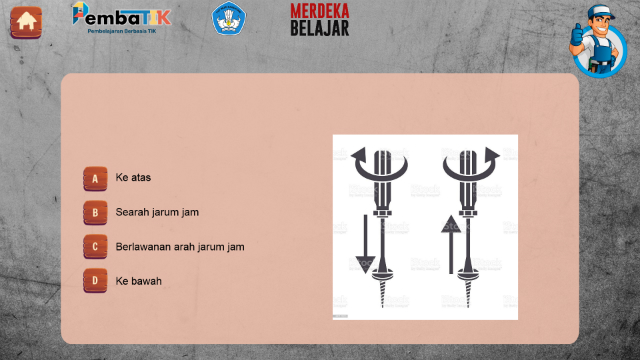 PembaTIK
Pembelajaran Berbasis TIK
MERDEKA
BELAJAR
A Ke atas
B Searah jarum jam
C Berlawanan arah jarum jam
D Ke bawah